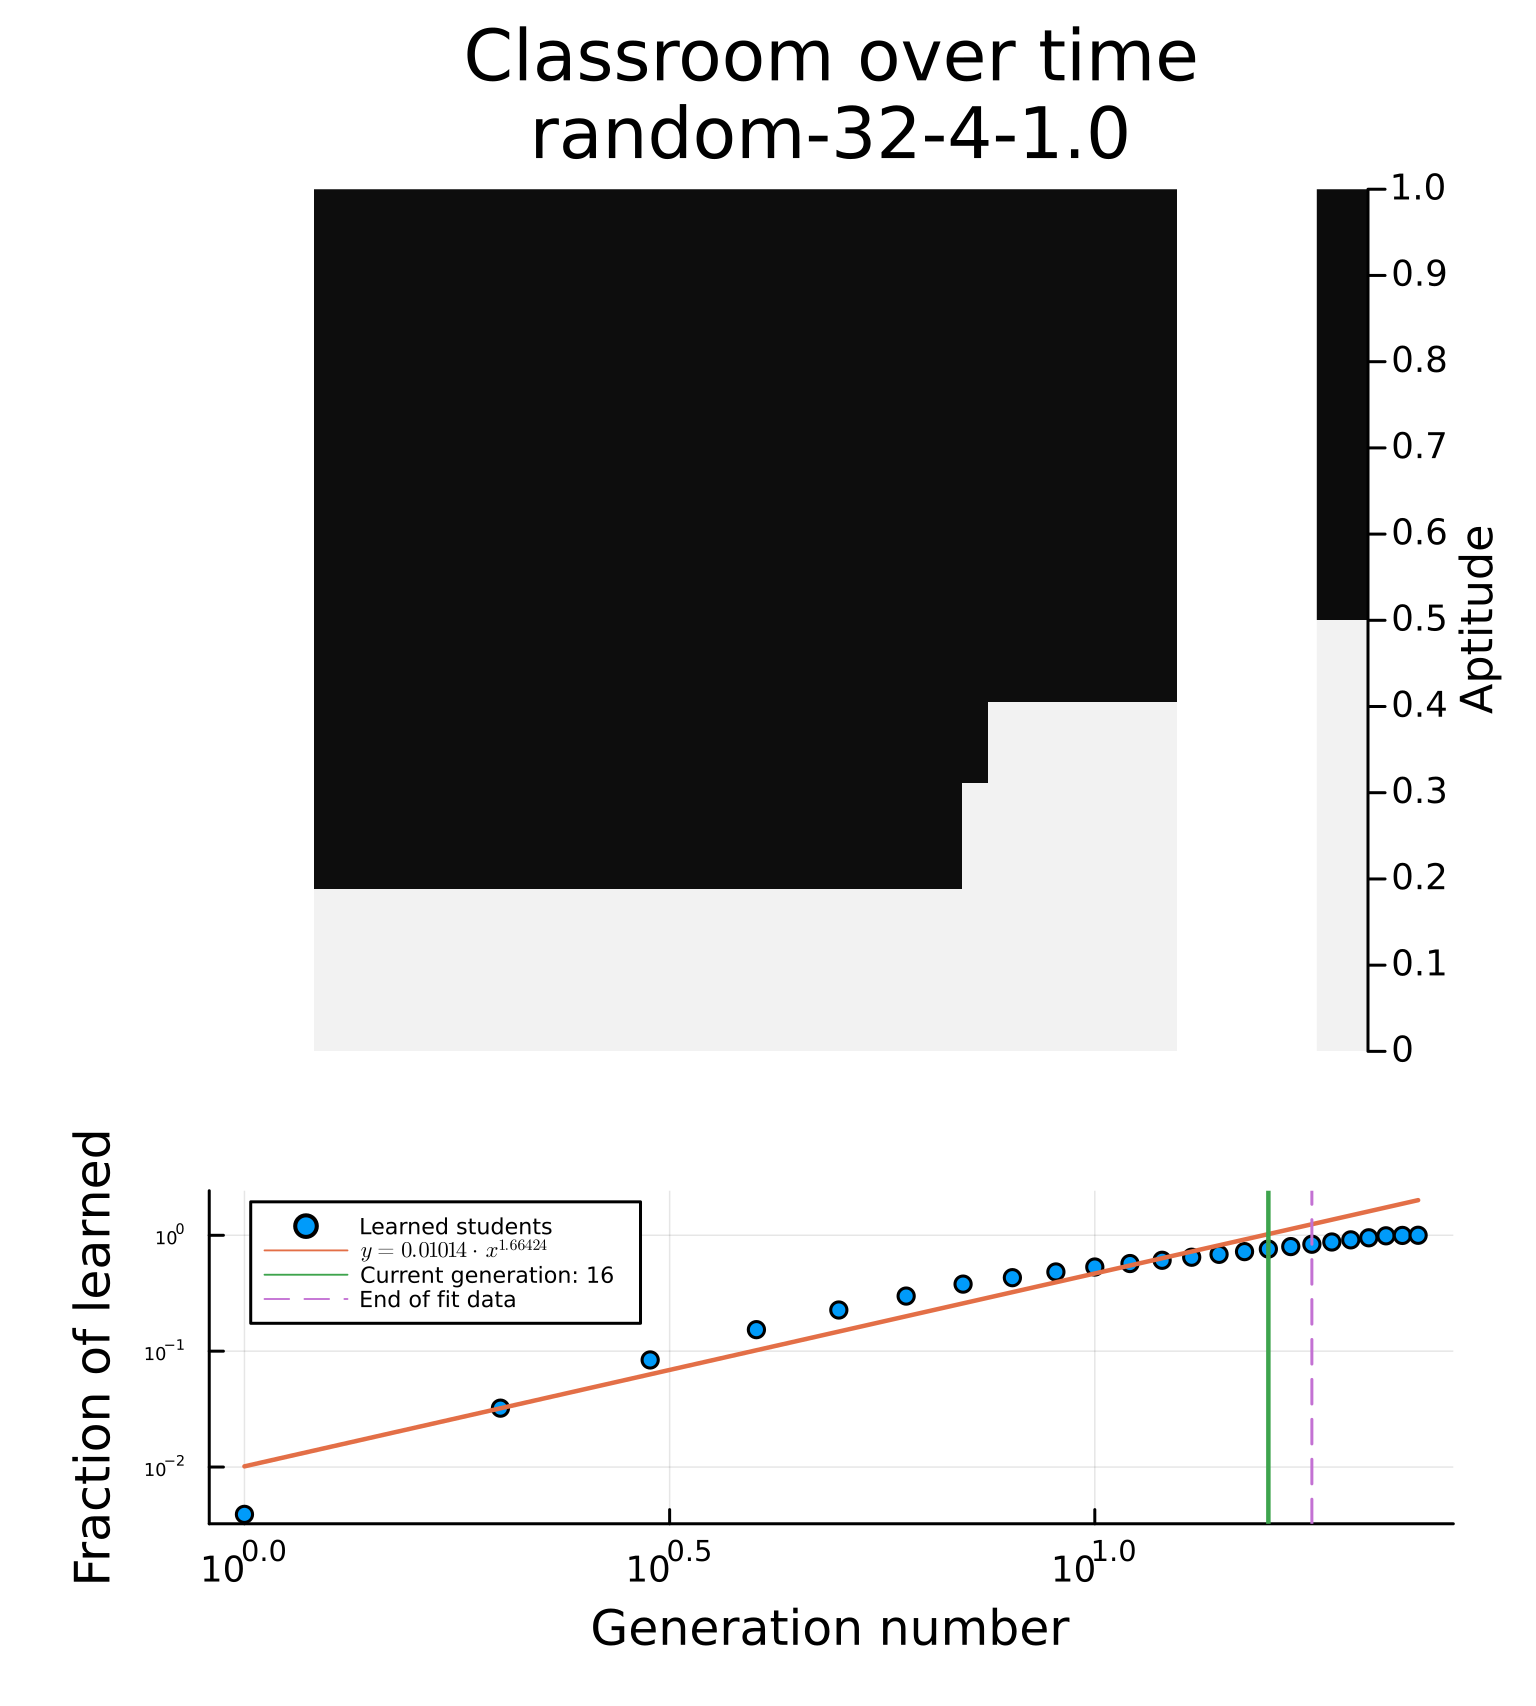 Classroom over time
random-32-4-1.0
1.0
0.9
0.8
0.7
0.6
0.5
0.4
0.3
0.2
0.1
0
Aptitude
Fraction of learned
10⁰
10⁻¹
10⁻²
Learned students
y = 0.01014 · x^1.66424
Current generation: 16
End of fit data
10^0.0 10^0.5 10^1.0
Generation number